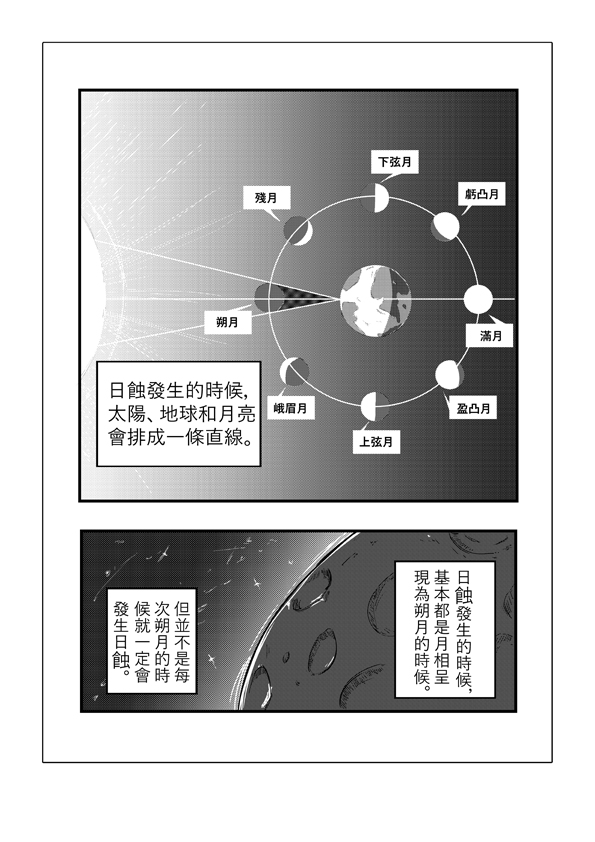 下弦月
殘月
虧凸月
朔月
滿月
峨眉月
盈凸月
上弦月
日蝕發生的時候,
太陽、地球和月亮
會排成一條直線。
日蝕發生的時候,
基本都是月相呈
現為朔月的時候。
但並不是每
次朔月的時
候就一定會
發生日蝕。